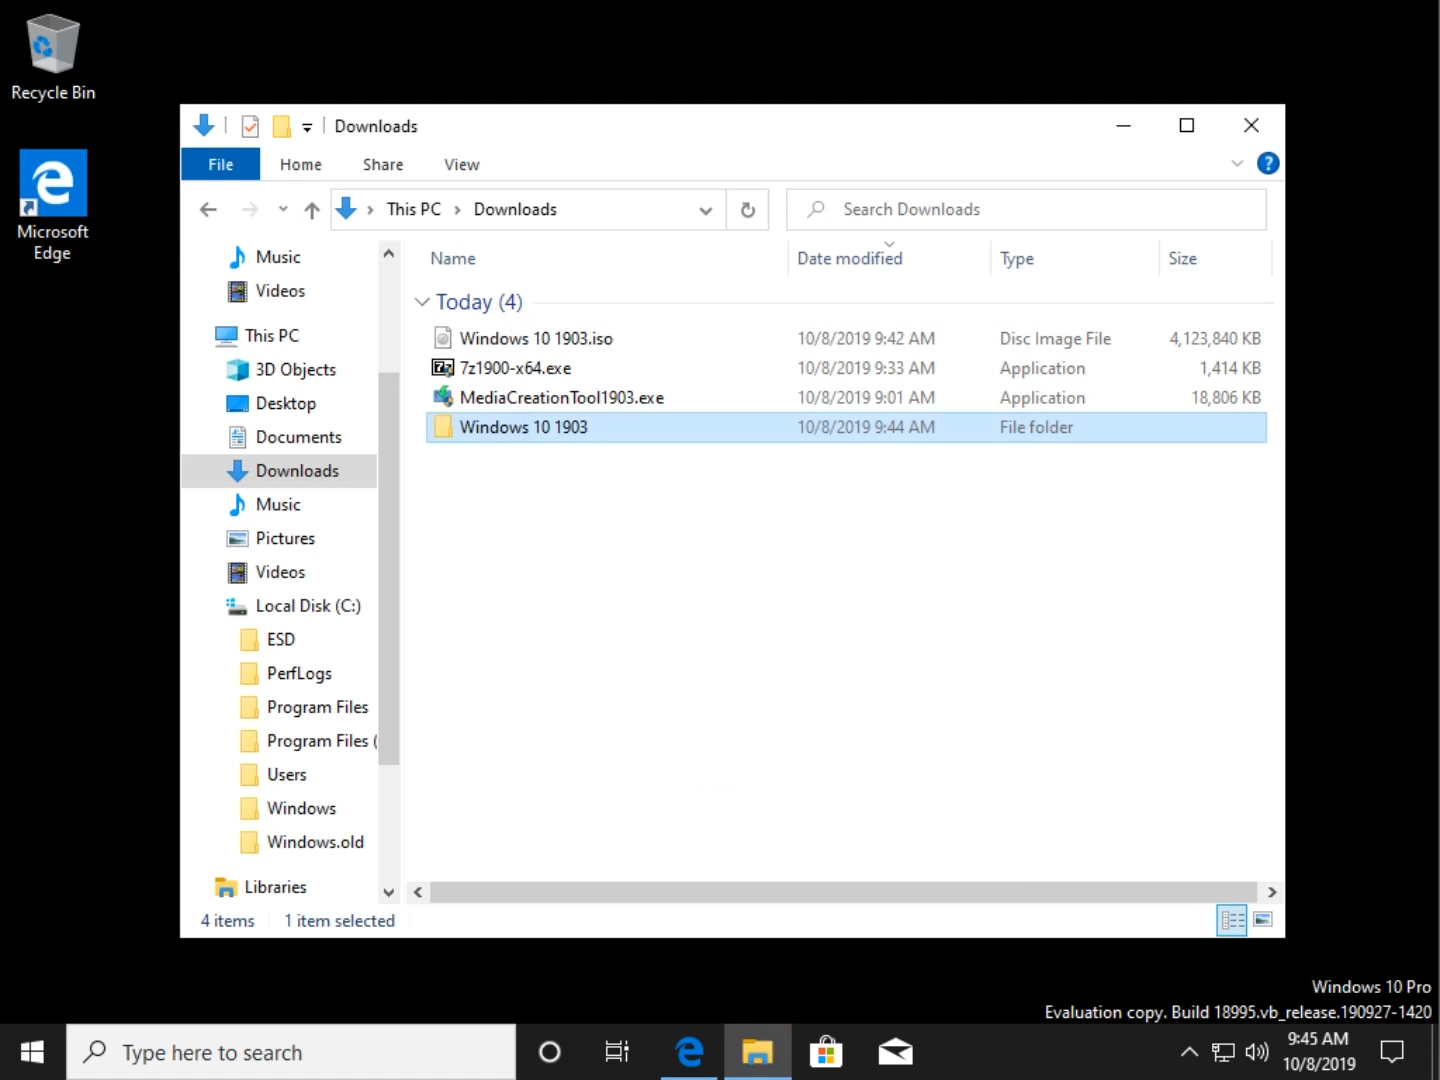 Recycle Bin
Microsoft
Edge
Downloads
File Home Share View
This PC Downloads
Search Downloads
Music
Videos
This PC
3D Objects
Desktop
Documents
Downloads
Music
Pictures
Videos
Local Disk (C:)
ESD
PerfLogs
Program Files
Program Files (
Users
Windows
Windows.old
Libraries
Name Date modified Type Size
Today (4)
Windows 10 1903.iso 10/8/2019 9:42 AM Disc Image File 4,123,840 KB
7z1900-x64.exe 10/8/2019 9:33 AM Application 1,414 KB
MediaCreationTool1903.exe 10/8/2019 9:01 AM Application 18,806 KB
Windows 10 1903 10/8/2019 9:44 AM File folder
4 items 1 item selected
Windows 10 Pro
Evaluation copy. Build 18995.vb_release.190927-1420
Type here to search
9:45 AM
10/8/2019